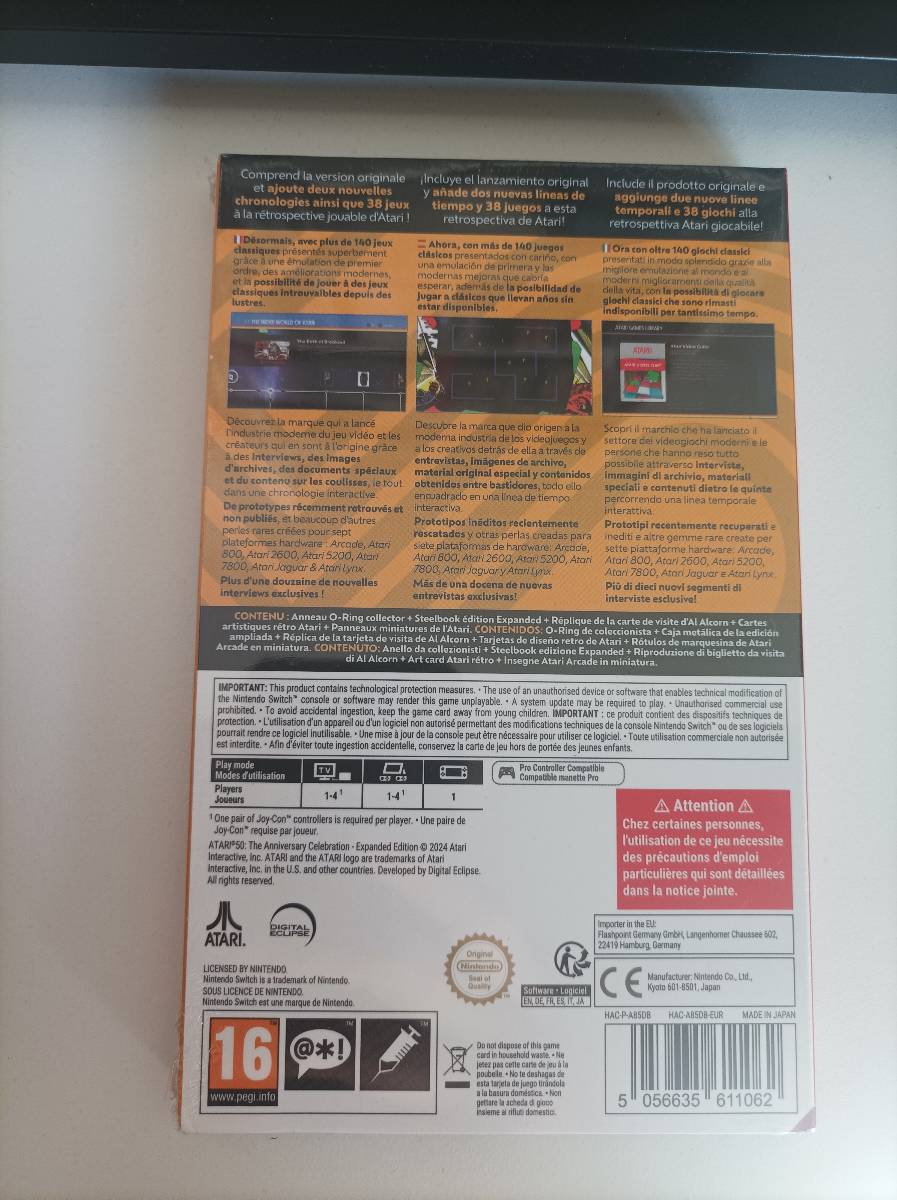 Comprend la version originale
et ajoute deux nouvelles
chronologies ainsi que 38 jeux
à la rétrospective jouable d'Atari !
¡Incluye el lanzamiento original
y añade dos nuevas líneas de
tiempo y 38 juegos a esta
retrospectiva de Atari!
Include il prodotto originale e
aggiunge due nuove linee
temporali e 38 giochi alla
retrospettiva Atari giocabile!
Désormais, avec plus de 140 jeux
classiques présentés superbement
grâce à une émulation de premier
ordre, des améliorations modernes,
et la possibilité de jouer à des jeux
classiques introuvables depuis des
lustres.
Ahora, con más de 140 juegos
clásicos presentados con cariño, con
una emulación de primera y las
modernas mejoras que cabría
esperar, además de la posibilidad de
jugar a clásicos que llevan años sin
estar disponibles.
Ora con oltre 140 giochi classici
presentati in modo splendido grazie alla
migliore emulazione al mondo e ai
moderni miglioramenti della qualità
della vita, con la possibilità di giocare
giochi classici che sono rimasti
indisponibili per tantissimo tempo.
The Birth of Breakout
ATARI GAMES LIBRARY
ATARI
Découvrez la marque qui a lancé
l'industrie moderne du jeu vidéo et les
créateurs qui en sont à l'origine grâce
à des interviews, des images
d'archives, des documents spéciaux
et du contenu sur les coulisses, le tout
dans une chronologie interactive.
De prototypes récemment retrouvés et
non publiés, et beaucoup d'autres
perles rares créées pour sept
plateformes hardware : Arcade, Atari
800, Atari 2600, Atari 5200, Atari
7800, Atari Jaguar & Atari Lynx.
Plus d'une douzaine de nouvelles
interviews exclusives !
Descubre la marca que dio origen a la
moderna industria de los videojuegos y
a los creativos detrás de ella a través de
entrevistas, imágenes de archivo,
material original especial y contenidos
obtenidos entre bastidores, todo ello
encuadrado en una línea de tiempo
interactiva.
Prototipos inéditos recientemente
rescatados y otras perlas creadas para
siete plataformas de hardware: Arcade,
Atari 800, Atari 2600, Atari 5200, Atari
7800, Atari Jaguar y Atari Lynx.
Más de una docena de nuevas
entrevistas exclusivas!
Scopri il marchio che ha lanciato il
settore dei videogiochi moderni e le
persone che hanno reso tutto
possibile attraverso interviste,
immagini di archivio, materiali
speciali e contenuti dietro le quinte
percorrendo una linea temporale
interattiva.
Prototipi recentemente recuperati e
inediti e altre gemme rare create per
sette piattaforme hardware: Arcade,
Atari 800, Atari 2600, Atari 5200,
Atari 7800, Atari Jaguar e Atari Lynx.
Più di dieci nuovi segmenti di
interviste esclusive!
CONTENU : Anneau O-Ring collector + Steelbook édition Expanded + Réplique de la carte de visite d'Al Alcorn + Cartes
artistiques rétro Atari + Panneaux miniatures de l'Atari. CONTENIDOS: O-Ring de coleccionista + Caja metálica de la edición
ampliada + Réplica de la tarjeta de visita de Al Alcorn + Tarjetas de diseño retro de Atari + Rótulos de marquesina de Atari
Arcade en miniatura. CONTENUTO: Anello da collezionisti + Steelbook edizione Expanded + Riproduzione di biglietto da visita
di Al Alcorn + Art card Atari rétro + Insegne Atari Arcade in miniatura.
IMPORTANT: This product contains technological protection measures. • The use of an unauthorised device or software that enables technical modification of
the Nintendo Switch™ console or software may render this game unplayable. • A system update may be required to play. • Unauthorised commercial use
prohibited. • To avoid accidental ingestion, keep the game card away from young children. IMPORTANT : ce produit contient des dispositifs techniques de
protection. • L'utilisation d'un appareil ou d'un logiciel non autorisé permettant des modifications techniques de la console Nintendo Switch™ ou de ses logiciels
pourrait rendre ce logiciel inutilisable. • Une mise à jour de la console peut être nécessaire pour utiliser ce logiciel. • Toute utilisation commerciale non autorisée
est interdite. • Afin d'éviter toute ingestion accidentelle, conservez la carte de jeu hors de portée des jeunes enfants.
Play mode
Modes d'utilisation
TV
Players
Joueurs
1-4¹
1-4¹
1
Pro Controller Compatible
Compatible manette Pro
¹ One pair of Joy-Con™ controllers is required per player. • Une paire de
Joy-Con™ requise par joueur.
ATARI®50: The Anniversary Celebration - Expanded Edition © 2024 Atari
Interactive, Inc. ATARI and the ATARI logo are trademarks of Atari
Interactive, Inc. in the U.S. and other countries. Developed by Digital Eclipse.
All rights reserved.
⚠ Attention ⚠
Chez certaines personnes,
l'utilisation de ce jeu nécessite
des précautions d'emploi
particulières qui sont détaillées
dans la notice jointe.
ATARI.
DIGITAL
ECLIPSE
LICENSED BY NINTENDO.
Nintendo Switch is a trademark of Nintendo.
SOUS LICENCE DE NINTENDO.
Nintendo Switch est une marque de Nintendo.
Original
Nintendo
Seal of
Quality
Software • Logiciel
EN, DE, FR, ES, IT, JA
Importer in the EU:
Flashpoint Germany GmbH, Langenhorner Chaussee 602,
22419 Hamburg, Germany
CE
Manufacturer: Nintendo Co., Ltd.,
Kyoto 601-8501, Japan
HAC-P-A85DB HAC-A85DB-EUR MADE IN JAPAN
16
www.pegi.info
@*!
Do not dispose of this game
card in household waste. • Ne
jetez pas cette carte de jeu à la
poubelle. • No te deshagas de
esta tarjeta de juego tirándola
a la basura doméstica. • Non
gettare la scheda di gioco
insieme ai rifiuti domestici.
5 056635 611062